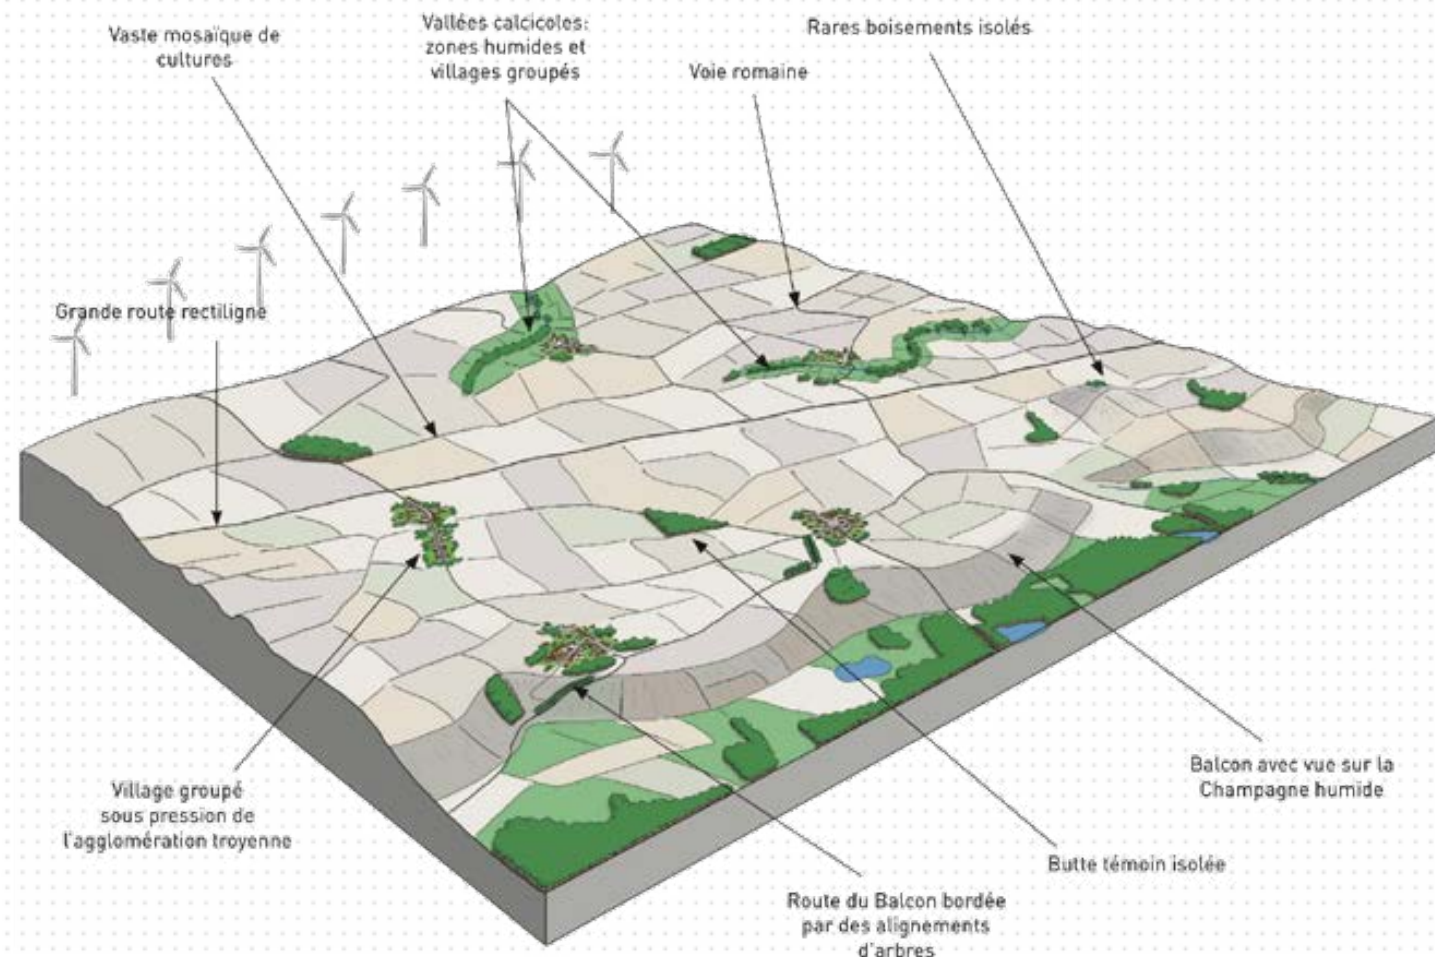 Vaste mosaïque de
cultures
Vallées calcicoles:
zones humides et
villages groupés
Voie romaine
Rares boisements isolés
Grande route rectiligne
Village groupé
sous pression de
l'agglomération troyenne
Route du Balcon bordée
par des alignements
d'arbres
Butte témoin isolée
Balcon avec vue sur la
Champagne humide